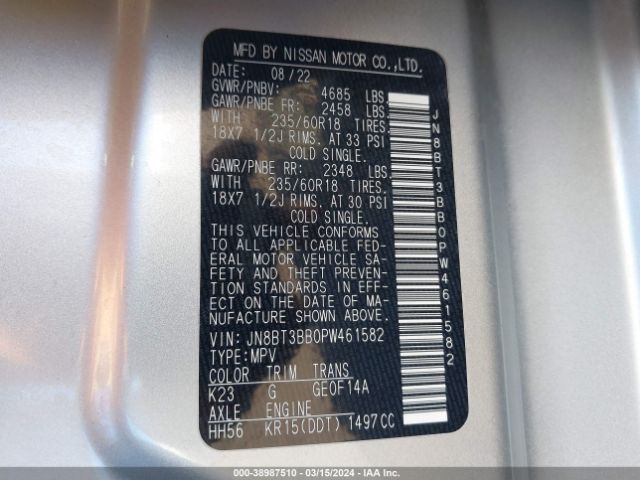 MFD BY NISSAN MOTOR CO.,LTD.
DATE: 08/22
GVWR/PNBV: 4685 LBS.
GAWR/PNBE FR: 2458 LBS.
WITH 235/60R18 TIRES.
18X7 1/2J RIMS. AT 33 PSI
COLD SINGLE.
GAWR/PNBE RR: 2348 LBS.
WITH 235/60R18 TIRES.
18X7 1/2J RIMS. AT 30 PSI
COLD SINGLE.
THIS VEHICLE CONFORMS
TO ALL APPLICABLE FED-
ERAL MOTOR VEHICLE SA-
FETY AND THEFT PREVEN-
TION STANDARDS IN EFF-
ECT ON THE DATE OF MA-
NUFACTURE SHOWN ABOVE.
VIN: JN8BT3BB0PW461582
TYPE:MPV
COLOR TRIM TRANS
K23 G GE0F14A
AXLE ENGINE
HH56 KR15(DDT) 1497CC
JN8BT3BB0PW461582
000-38987510 - 03/15/2024 - IAAI.COM